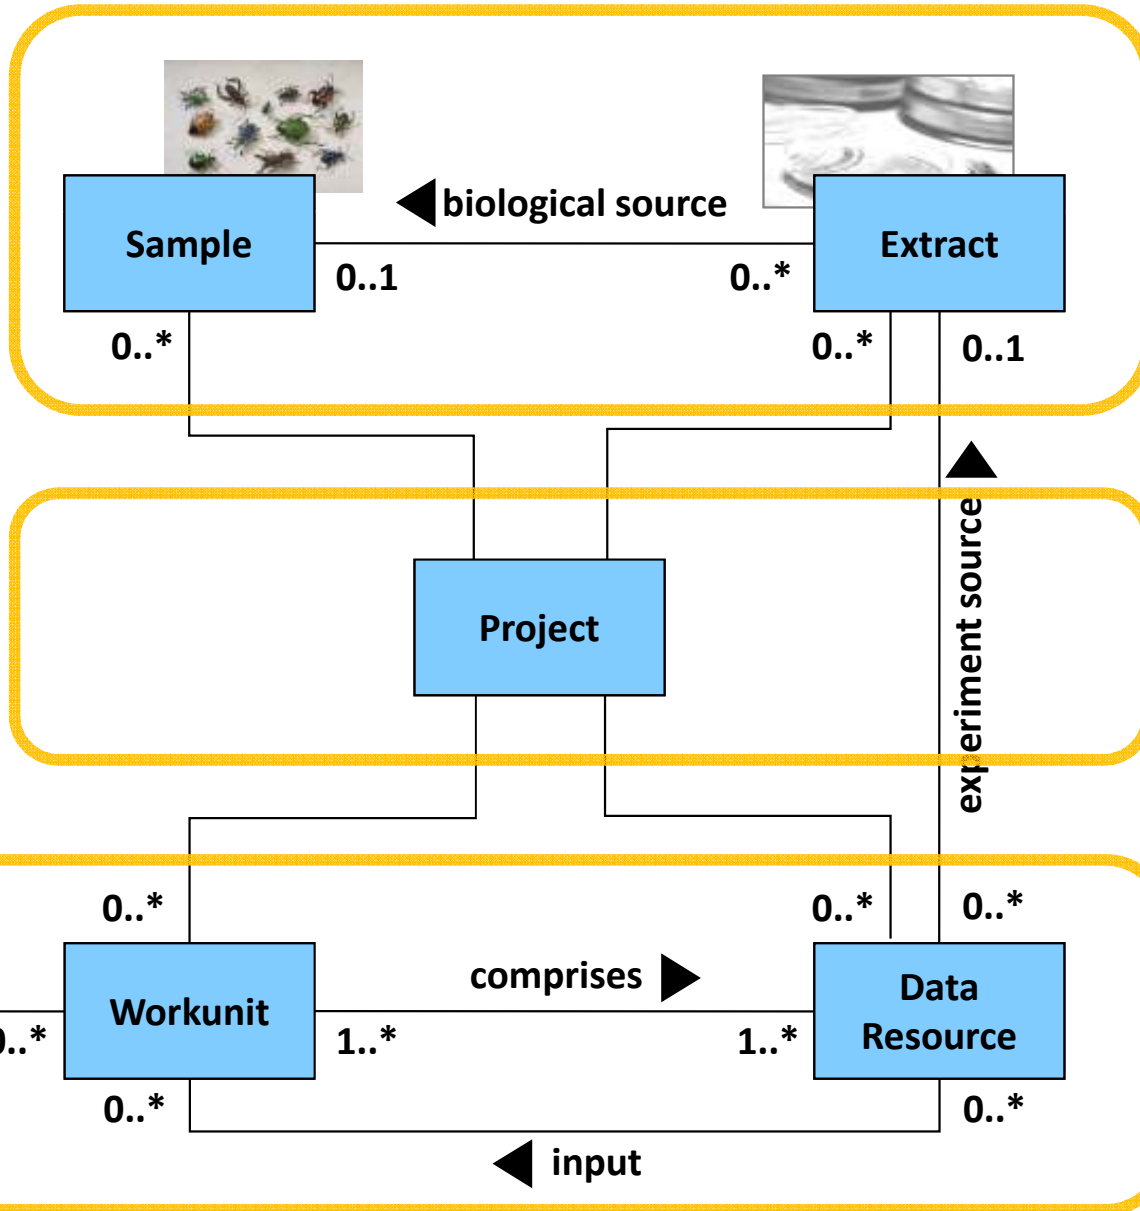 biological source
Sample
Extract
0..1
0..*
0..*
0..*
0..1
experiment source
Project
0..*
0..*
0..*
comprises
Workunit
Data
Resource
0..*
1..*
1..*
0..*
0..*
input